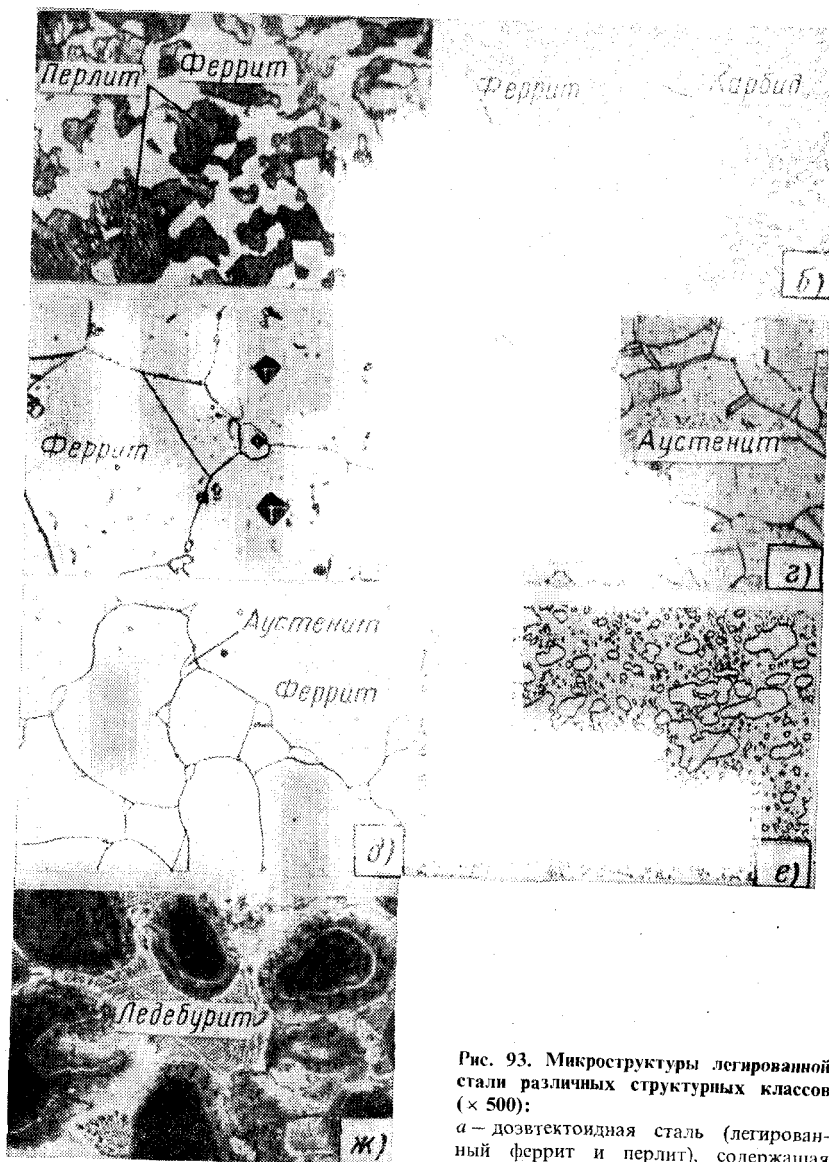 Перлит Феррит
Феррит Карбид
б)
Феррит
Аустенит
г)
Аустенит
Феррит
д)
е)
Ледебурит
ж)
Рис. 93. Микроструктуры легированной
стали различных структурных классов
(× 500):
а — доэвтектоидная сталь (легирован-
ный феррит и перлит), содержащая